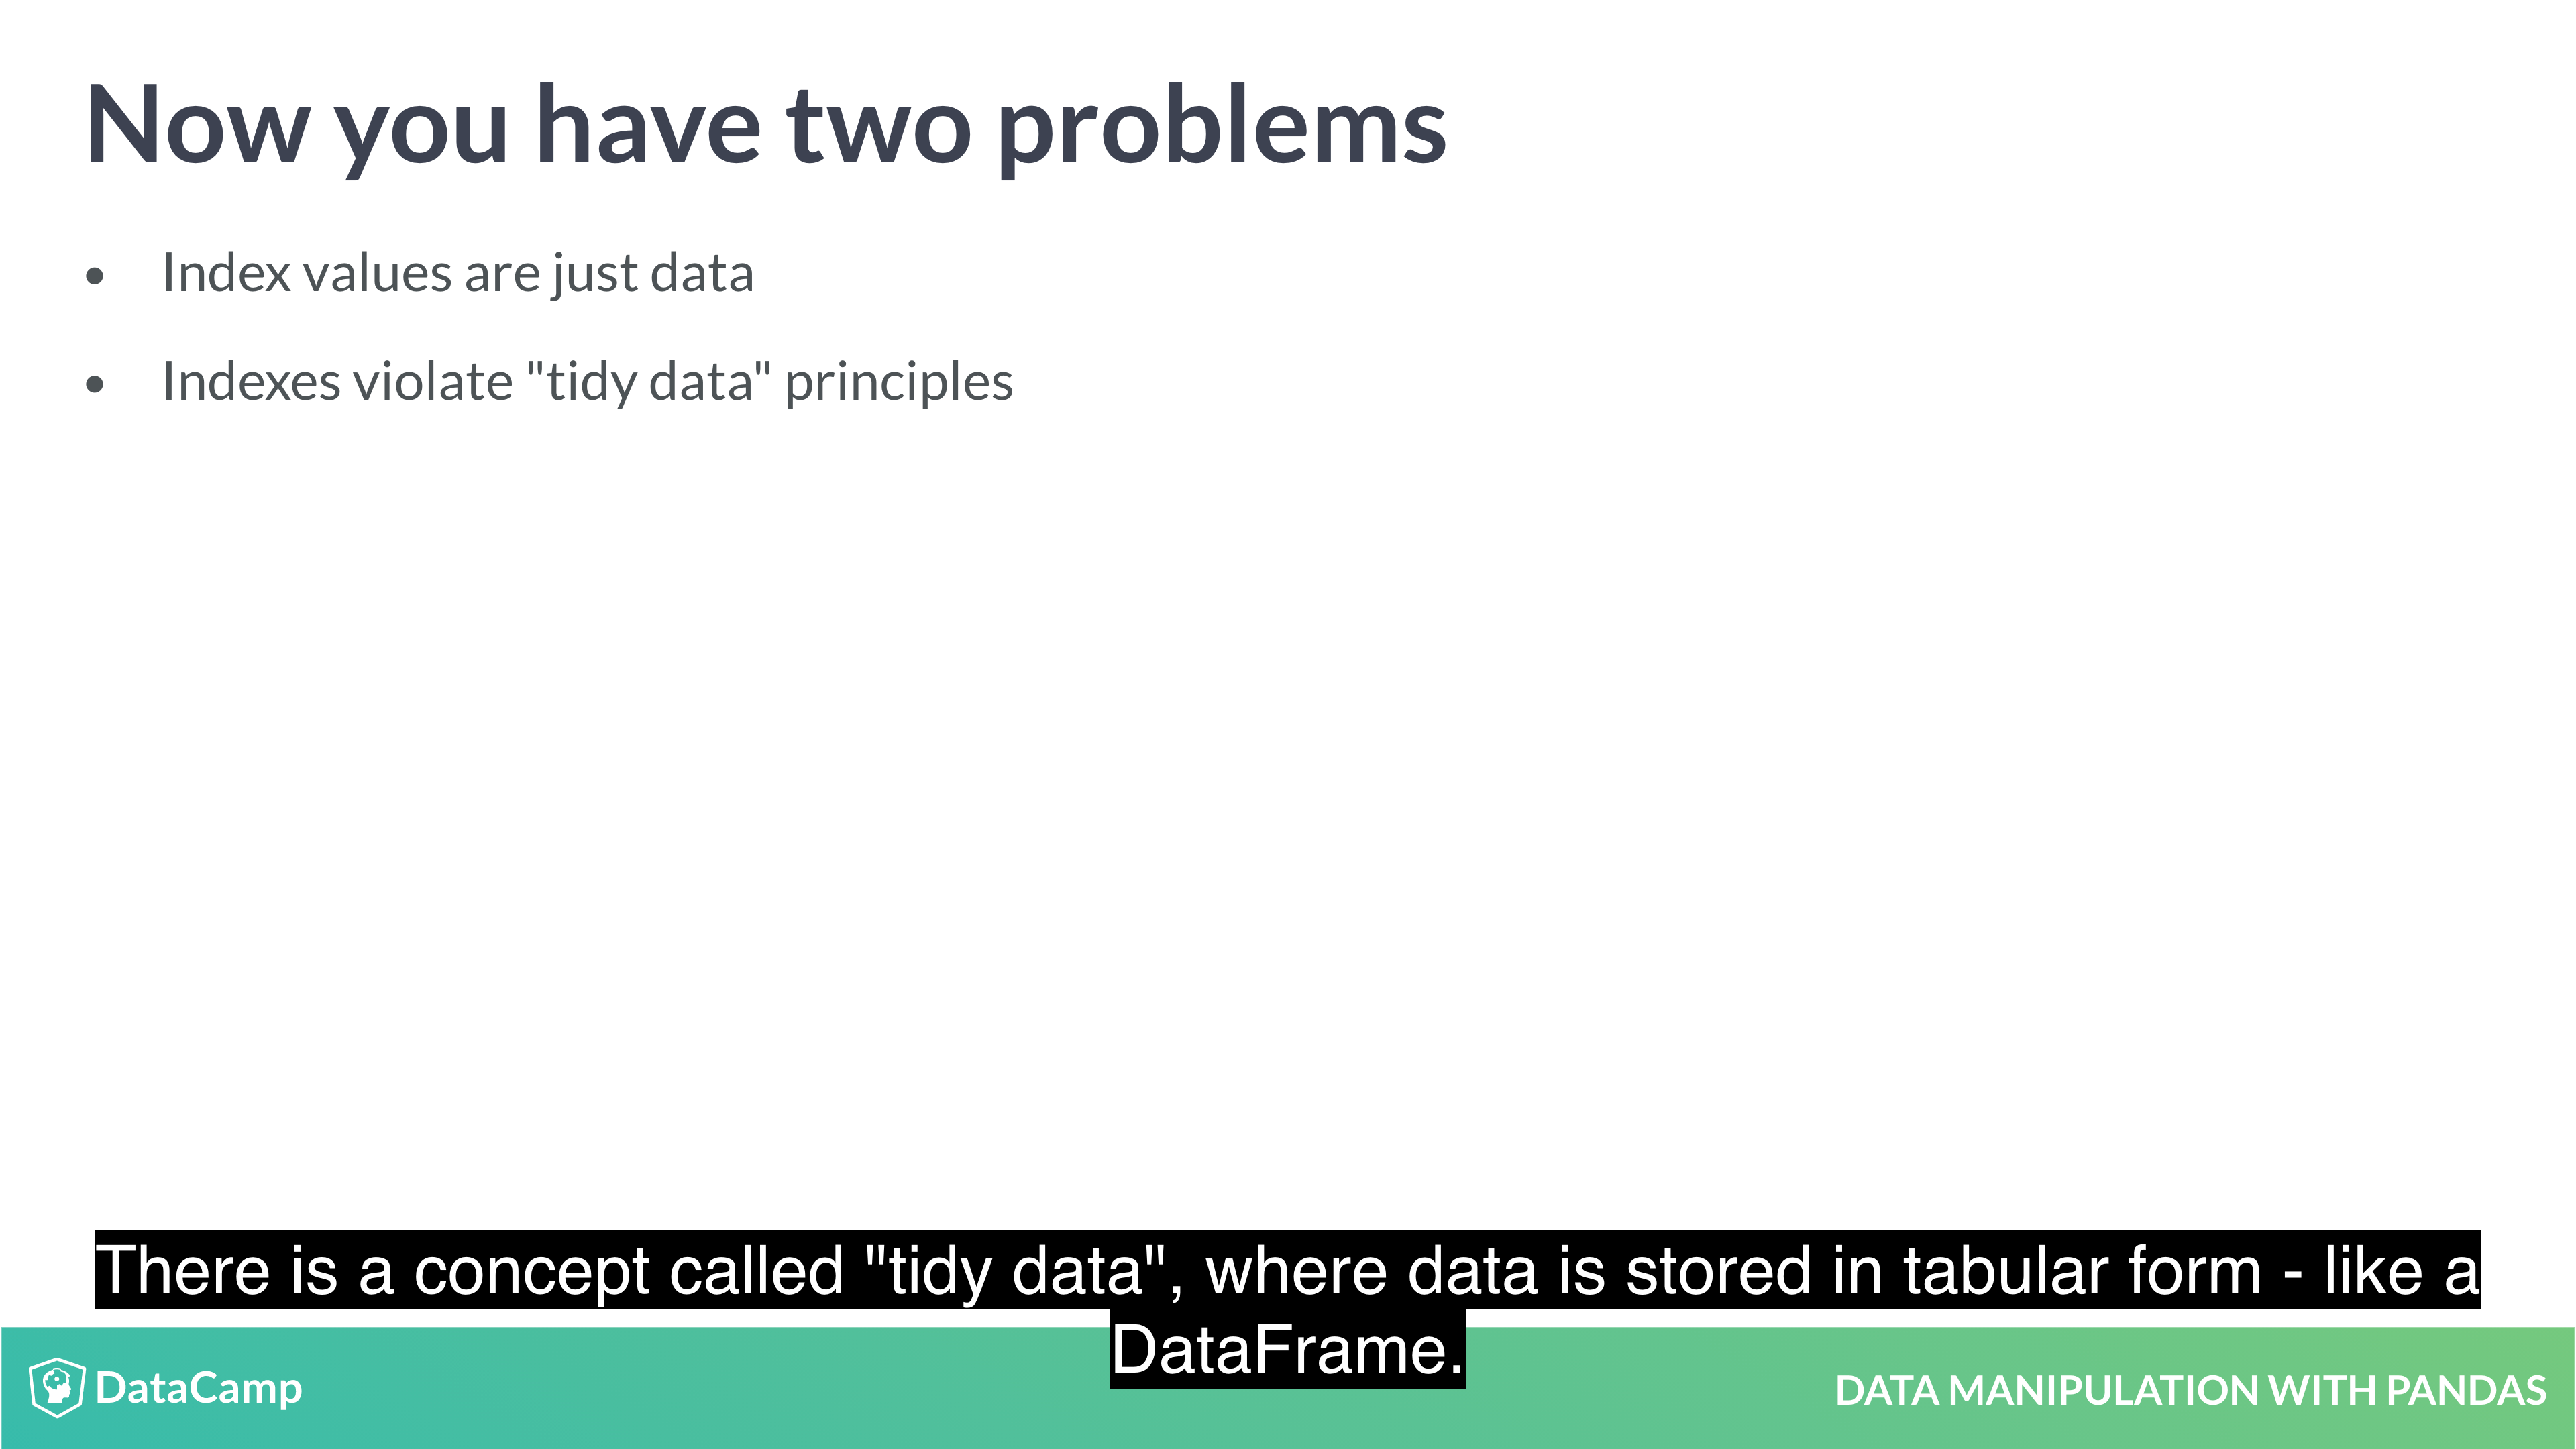 Now you have two problems
• Index values are just data
• Indexes violate "tidy data" principles
There is a concept called "tidy data", where data is stored in tabular form - like a
DataFrame.
DataCamp
DATA MANIPULATION WITH PANDAS